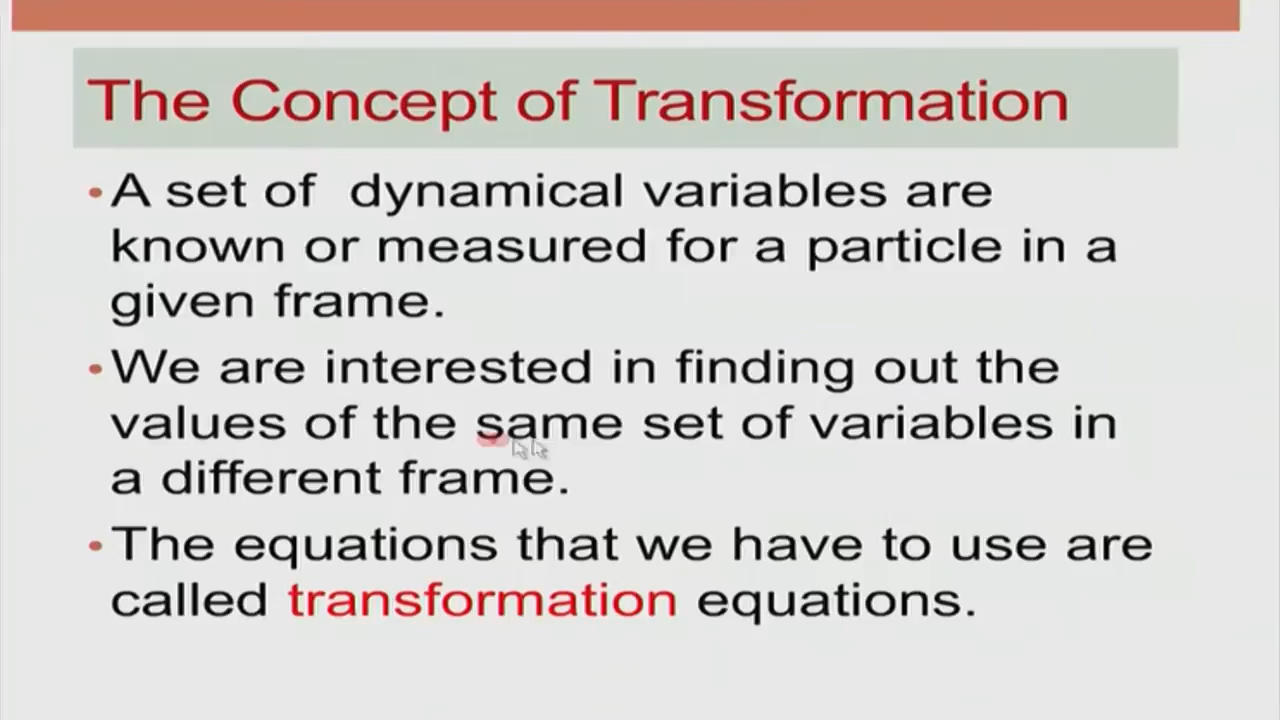 The Concept of Transformation
•A set of  dynamical variables are
known or measured for a particle in a
given frame.
•We are interested in finding out the
values of the same set of variables in
a different frame.
•The equations that we have to use are
called transformation equations.